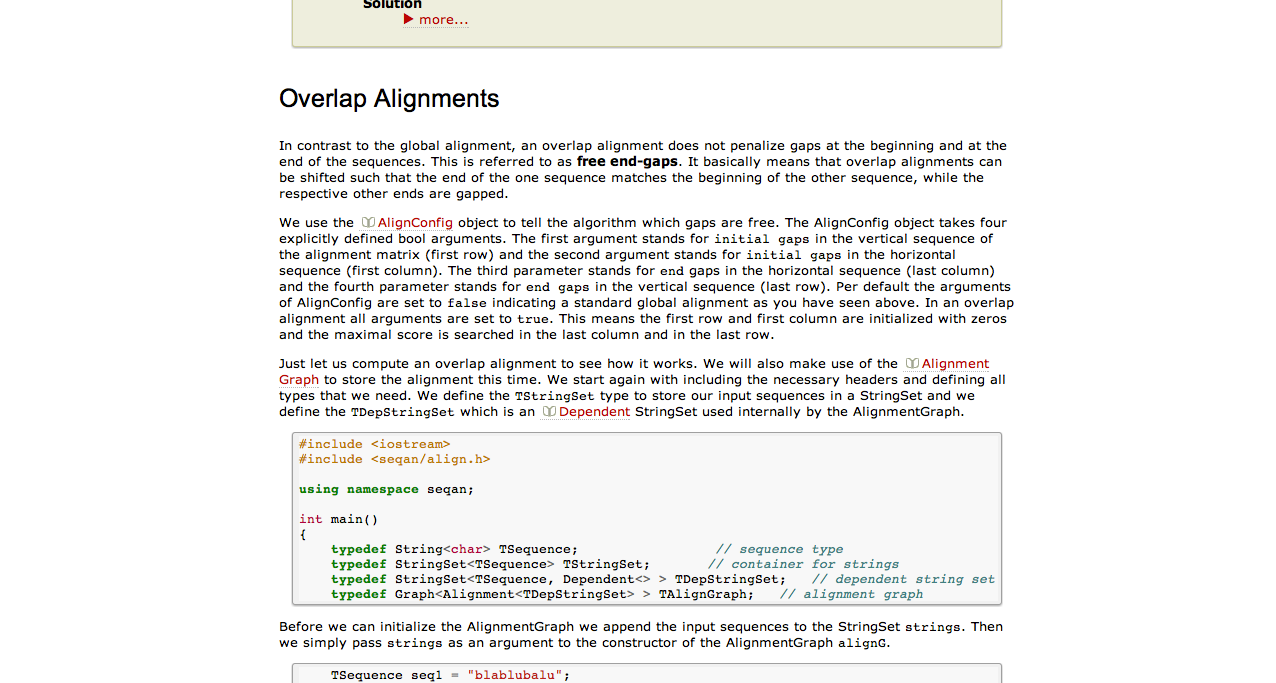 Solution
▶ more...
Overlap Alignments
In contrast to the global alignment, an overlap alignment does not penalize gaps at the beginning and at the
end of the sequences. This is referred to as free end-gaps. It basically means that overlap alignments can
be shifted such that the end of the one sequence matches the beginning of the other sequence, while the
respective other ends are gapped.
We use the AlignConfig object to tell the algorithm which gaps are free. The AlignConfig object takes four
explicitly defined bool arguments. The first argument stands for initial gaps in the vertical sequence of
the alignment matrix (first row) and the second argument stands for initial gaps in the horizontal
sequence (first column). The third parameter stands for end gaps in the horizontal sequence (last column)
and the fourth parameter stands for end gaps in the vertical sequence (last row). Per default the arguments
of AlignConfig are set to false indicating a standard global alignment as you have seen above. In an overlap
alignment all arguments are set to true. This means the first row and first column are initialized with zeros
and the maximal score is searched in the last column and in the last row.
Just let us compute an overlap alignment to see how it works. We will also make use of the Alignment
Graph to store the alignment this time. We start again with including the necessary headers and defining all
types that we need. We define the TStringSet type to store our input sequences in a StringSet and we
define the TDepStringSet which is an Dependent StringSet used internally by the AlignmentGraph.
#include <iostream>
#include <seqan/align.h>
using namespace seqan;
int main()
{
typedef String<char> TSequence; // sequence type
typedef StringSet<TSequence> TStringSet; // container for strings
typedef StringSet<TSequence, Dependent<> > TDepStringSet; // dependent string set
typedef Graph<Alignment<TDepStringSet> > TAlignGraph; // alignment graph
Before we can initialize the AlignmentGraph we append the input sequences to the StringSet strings. Then
we simply pass strings as an argument to the constructor of the AlignmentGraph alignG.
TSequence seq1 = "blablubalu";